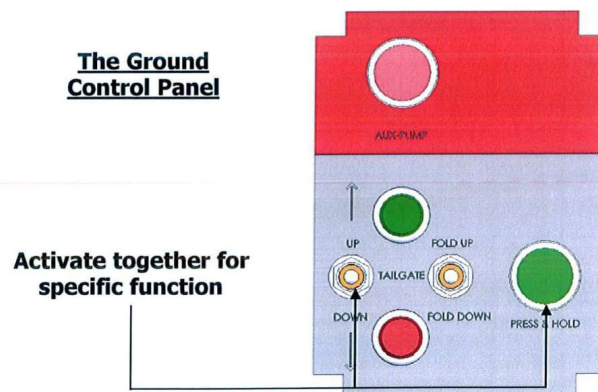 The Ground
Control Panel
AUX-PUMP
UP
FOLD UP
TAILGATE
DOWN
FOLD DOWN
PRESS & HOLD
Activate together for
specific function